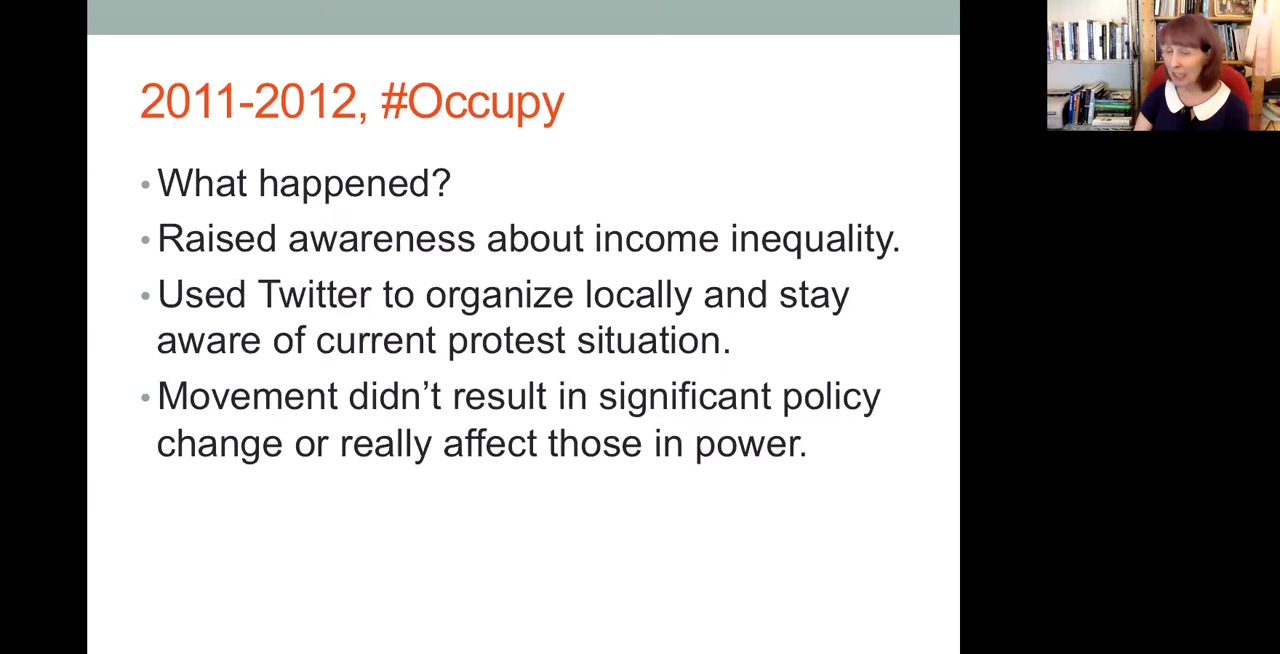 2011-2012, #Occupy
• What happened?
• Raised awareness about income inequality.
• Used Twitter to organize locally and stay
aware of current protest situation.
• Movement didn’t result in significant policy
change or really affect those in power.